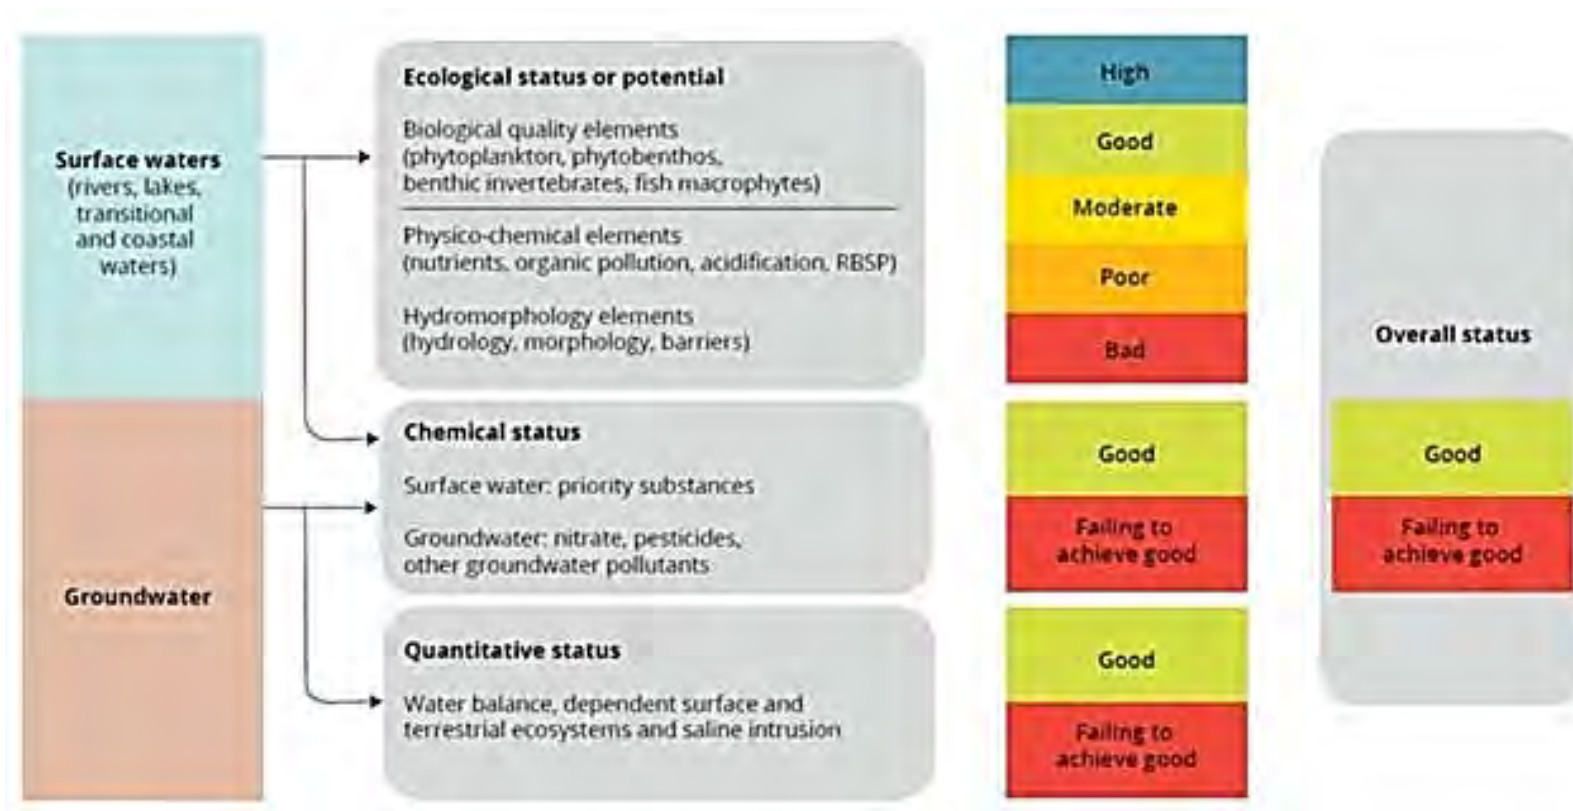 Surface waters
(rivers, lakes,
transitional
and coastal
waters)
Groundwater
Ecological status or potential
Biological quality elements
(phytoplankton, phytobenthos,
benthic invertebrates, fish macrophytes)
Physico-chemical elements
(nutrients, organic pollution, acidification, RBSP)
Hydromorphology elements
(hydrology, morphology, barriers)
Chemical status
Surface water: priority substances
Groundwater: nitrate, pesticides,
other groundwater pollutants
Quantitative status
Water balance, dependent surface and
terrestrial ecosystems and saline intrusion
High
Good
Moderate
Poor
Bad
Good
Failing to
achieve good
Good
Failing to
achieve good
Overall status
Good
Failing to
achieve good